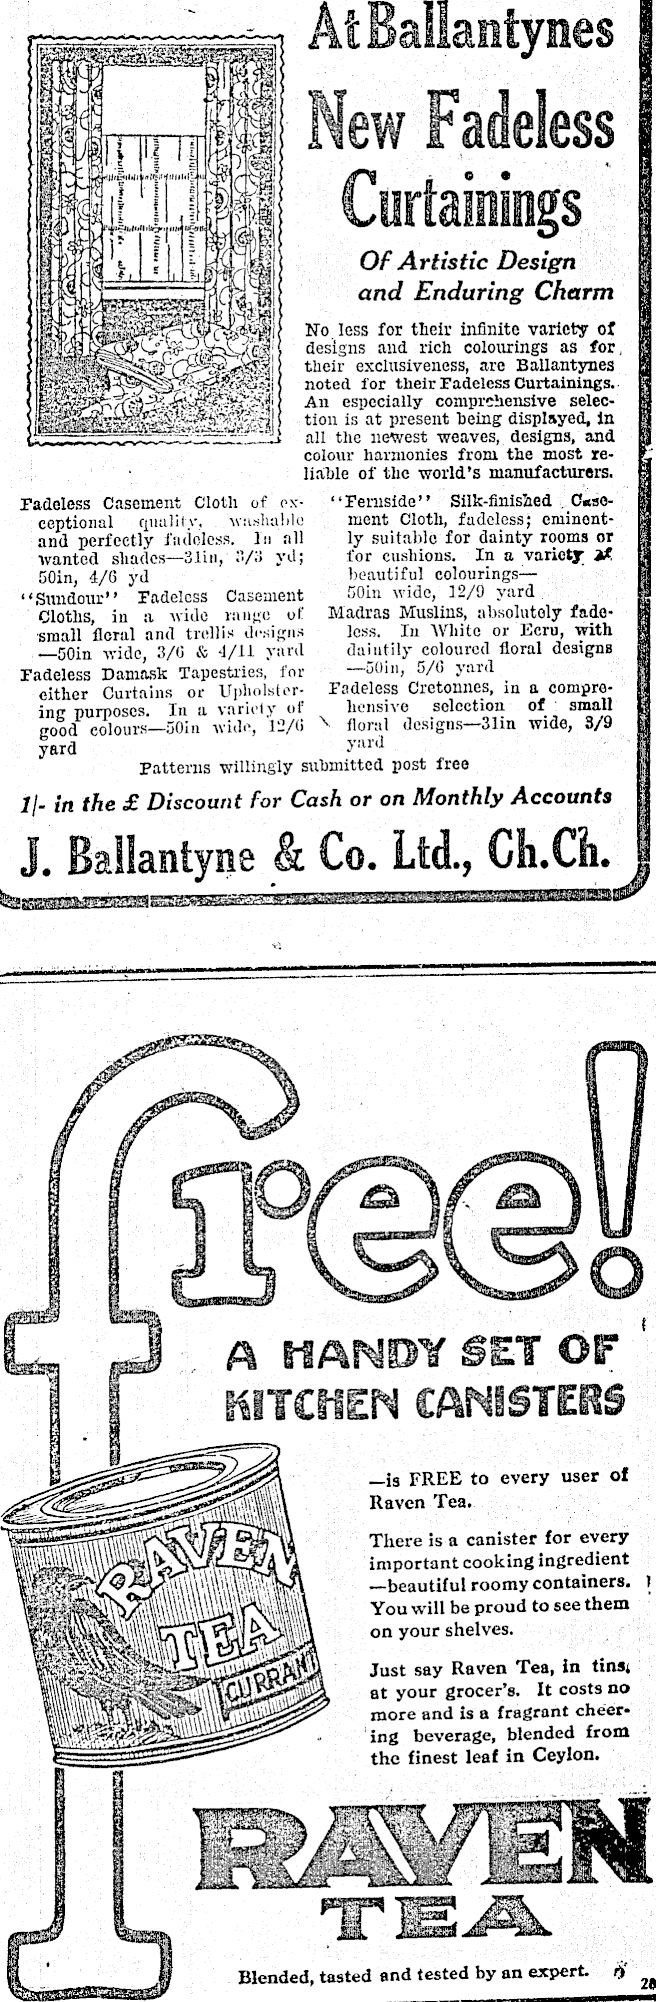 At Ballantynes
New Fadeless
Curtainings
Of Artistic Design
and Enduring Charm
No less for their infinite variety of
designs and rich colourings as for
their exclusiveness, are Ballantynes
noted for their Fadeless Curtainings.
An especially comprehensive selec-
tion is at present being displayed, in
all the newest weaves, designs, and
colour harmonies from the most re-
liable of the world's manufacturers.
Fadeless Casement Cloth of ex-
ceptional quality, washable
and perfectly fadeless. In all
wanted shades—31in, 3/3 yd;
50in, 4/6 yd
"Sundour" Fadeless Casement
Cloths, in a wide range of
small floral and trellis designs
—50in wide, 3/6 & 4/11 yard
Fadeless Damask Tapestries, for
either Curtains or Upholster-
ing purposes. In a variety of
good colours—50in wide, 12/6
yard
"Fernside" Silk-finished Case-
ment Cloth, fadeless; eminent-
ly suitable for dainty rooms or
for cushions. In a variety of
beautiful colourings—
50in wide, 12/9 yard
Madras Muslins, absolutely fade-
less. In White or Ecru, with
daintily coloured floral designs
—50in, 5/6 yard
Fadeless Cretonnes, in a compre-
hensive selection of small
floral designs—31in wide, 3/9
yard
Patterns willingly submitted post free
1/- in the £ Discount for Cash or on Monthly Accounts
J. Ballantyne & Co. Ltd., Ch.Ch.
free!
A HANDY SET OF
KITCHEN CANISTERS
—is FREE to every user of
Raven Tea.
There is a canister for every
important cooking ingredient
—beautiful roomy containers.
You will be proud to see them
on your shelves.
Just say Raven Tea, in tins,
at your grocer's. It costs no
more and is a fragrant cheer-
ing beverage, blended from
the finest leaf in Ceylon.
RAVEN
TEA
CURRANT
RAVEN
TEA
Blended, tasted and tested by an expert.
28